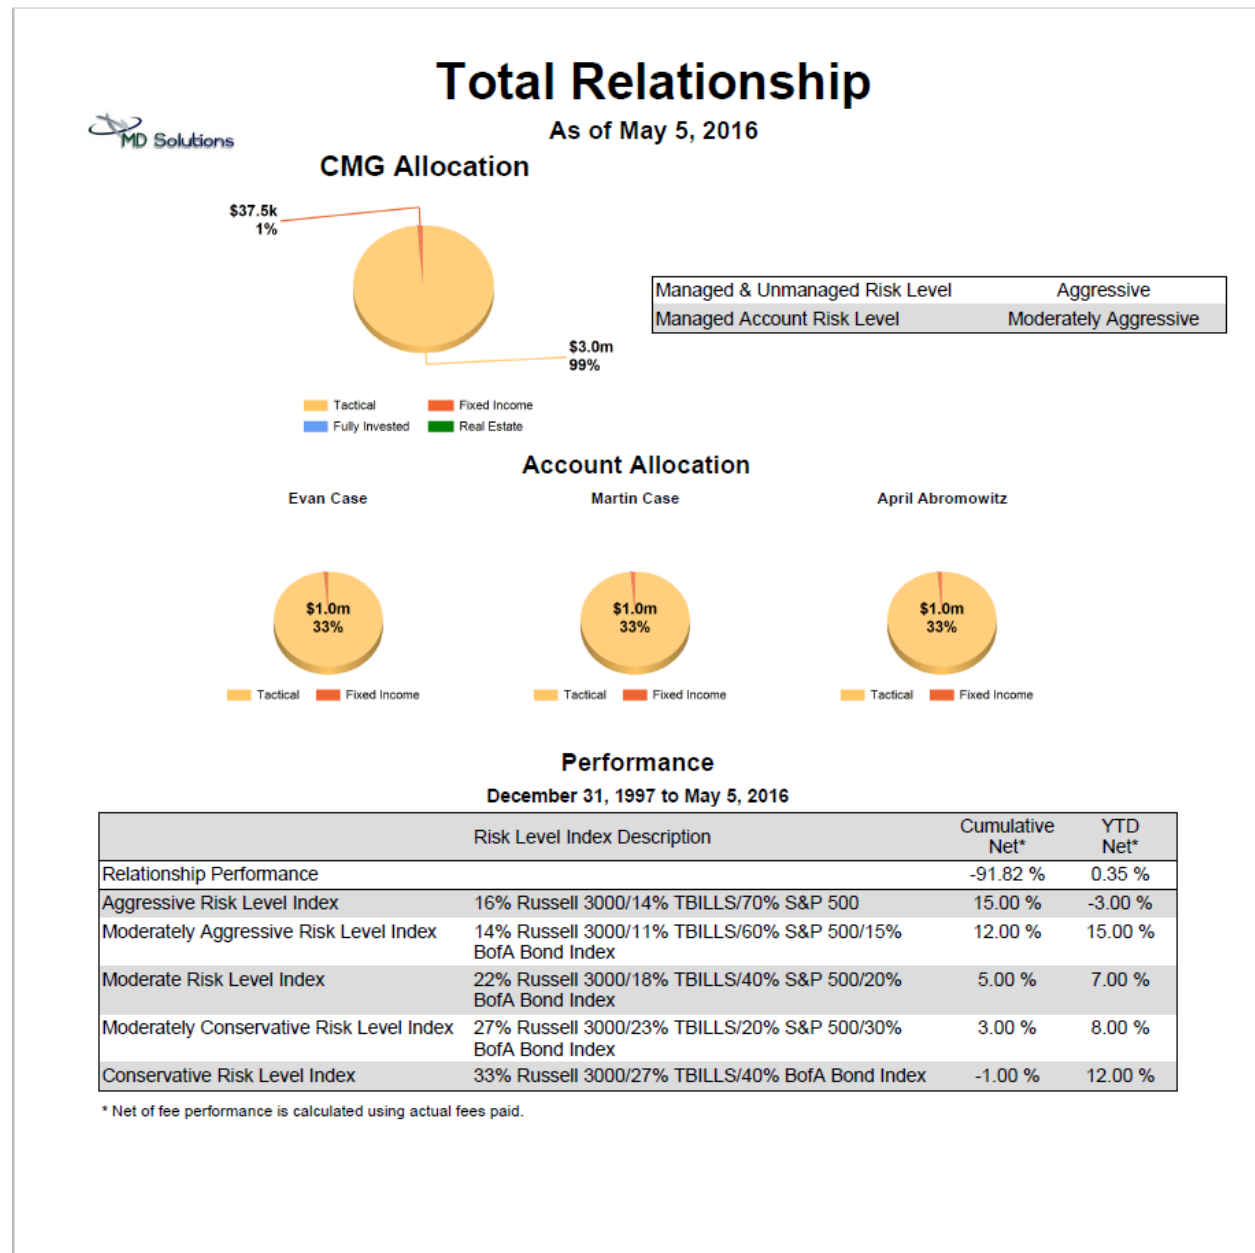 Total Relationship
As of May 5, 2016
MD Solutions
CMG Allocation
$37.5k
1%
$3.0m
99%
Managed & Unmanaged Risk Level Aggressive
Managed Account Risk Level Moderately Aggressive
Tactical Fixed Income
Fully Invested Real Estate
Account Allocation
Evan Case Martin Case April Abromowitz
$1.0m $1.0m $1.0m
33% 33% 33%
Tactical Fixed Income Tactical Fixed Income Tactical Fixed Income
Performance
December 31, 1997 to May 5, 2016
Risk Level Index Description Cumulative Net* YTD Net*
Relationship Performance -91.82 % 0.35 %
Aggressive Risk Level Index 16% Russell 3000/14% TBILLS/70% S&P 500 15.00 % -3.00 %
Moderately Aggressive Risk Level Index 14% Russell 3000/11% TBILLS/60% S&P 500/15% 12.00 % 15.00 %
BofA Bond Index
Moderate Risk Level Index 22% Russell 3000/18% TBILLS/40% S&P 500/20% 5.00 % 7.00 %
BofA Bond Index
Moderately Conservative Risk Level Index 27% Russell 3000/23% TBILLS/20% S&P 500/30% 3.00 % 8.00 %
BofA Bond Index
Conservative Risk Level Index 33% Russell 3000/27% TBILLS/40% BofA Bond Index -1.00 % 12.00 %
* Net of fee performance is calculated using actual fees paid.